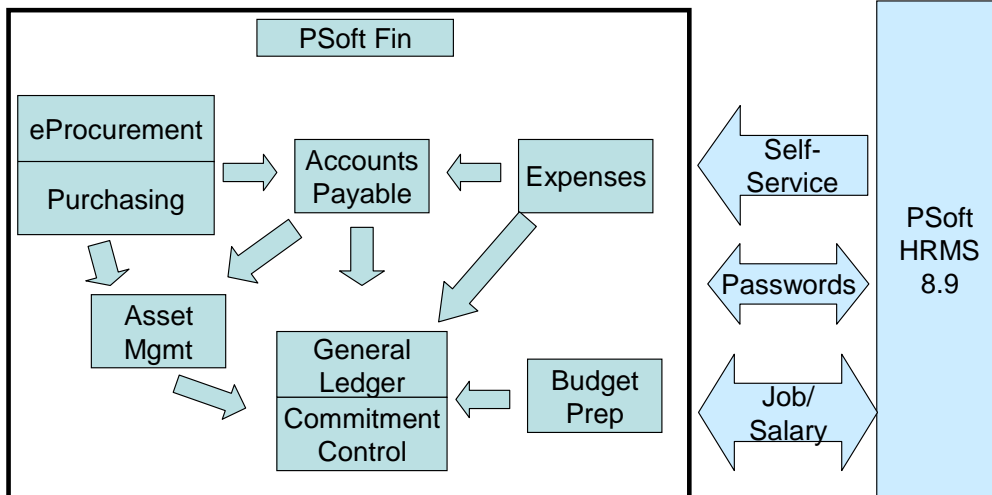 PSoft Fin
eProcurement
Purchasing
Accounts
Payable
Expenses
Asset
Mgmt
General
Ledger
Commitment
Control
Budget
Prep
Self-
Service
Passwords
Job/
Salary
PSoft
HRMS
8.9